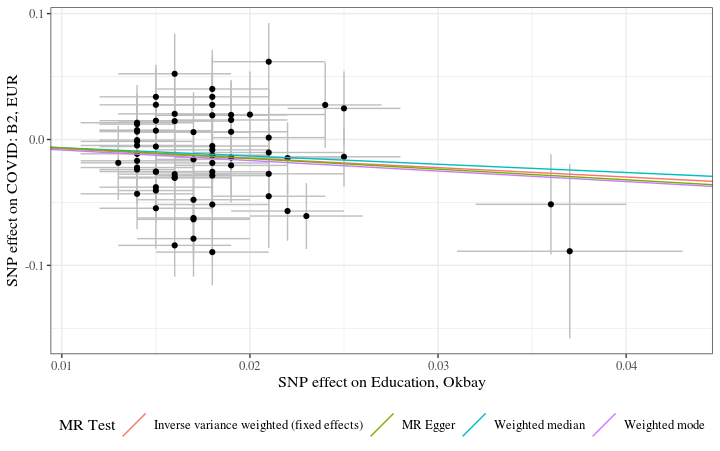 SNP effect on COVID: B2, EUR
0.1
0.0
-0.1
0.01 0.02 0.03 0.04
SNP effect on Education, Okbay
MR Test Inverse variance weighted (fixed effects) MR Egger Weighted median Weighted mode